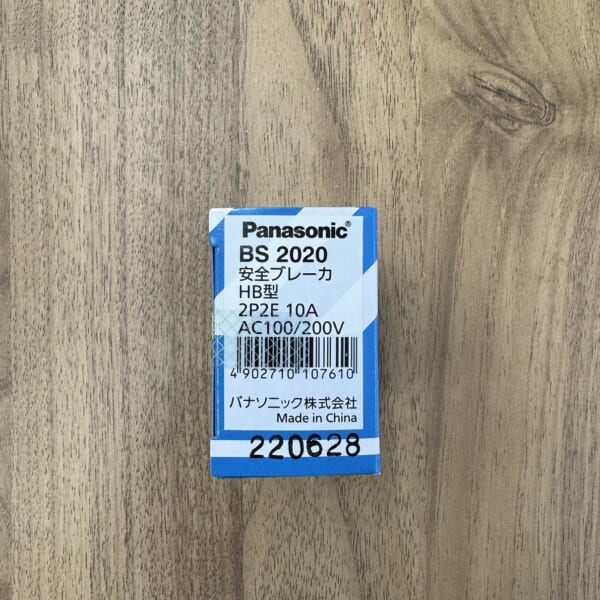 Panasonic®
BS 2020
安全ブレーカ
HB型
2P2E 10A
AC100/200V
4 902710 107610
パナソニック株式会社
Made in China
220628